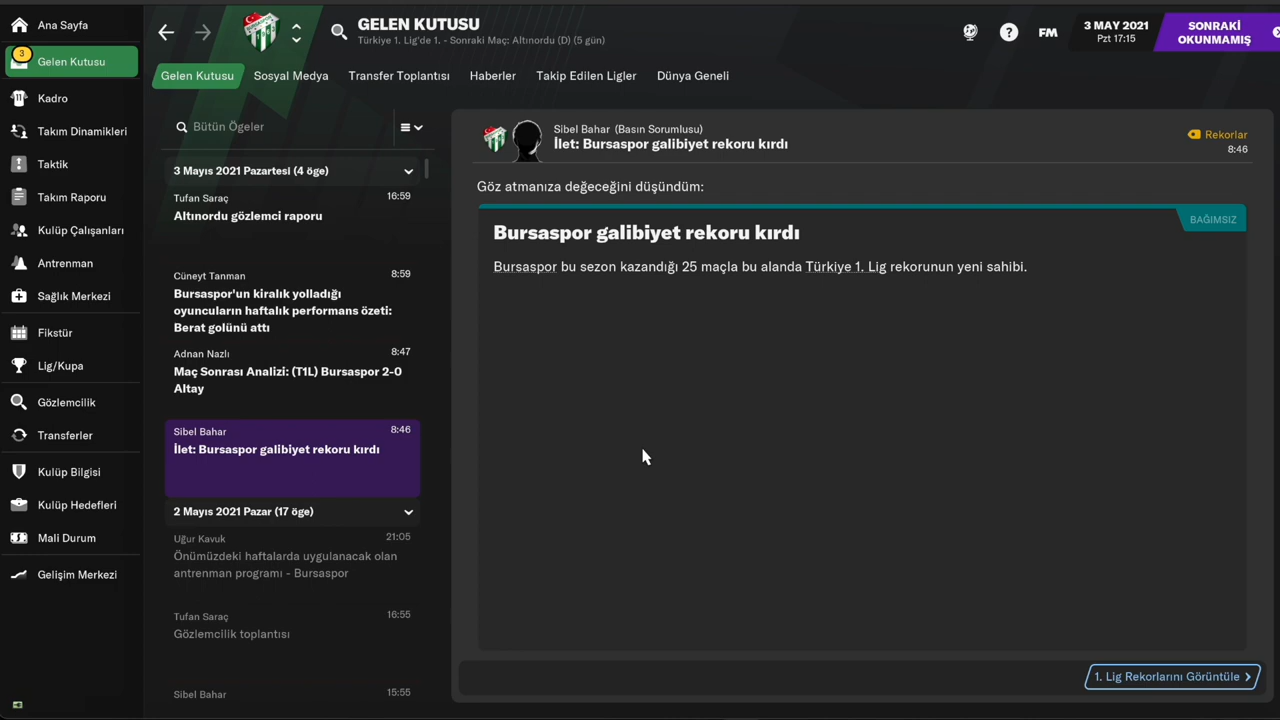 Ana Sayfa
3
Gelen Kutusu
Kadro
Takım Dinamikleri
Taktik
Takım Raporu
Kulüp Çalışanları
Antrenman
Sağlık Merkezi
Fikstür
Lig/Kupa
Gözlemcilik
Transferler
Kulüp Bilgisi
Kulüp Hedefleri
Mali Durum
Gelişim Merkezi
GELEN KUTUSU
Türkiye 1. Lig'de 1. - Sonraki Maç: Altınordu (D) (5 gün)
FM
3 MAY 2021
Pzt 17:15
SONRAKİ
OKUNMAMIŞ
Gelen Kutusu Sosyal Medya Transfer Toplantısı Haberler Takip Edilen Ligler Dünya Geneli
Bütün Ögeler
3 Mayıs 2021 Pazartesi (4 öge)
Tufan Saraç 16:59
Altınordu gözlemci raporu
Cüneyt Tanman 8:59
Bursaspor'un kiralık yolladığı
oyuncuların haftalık performans özeti:
Berat golünü attı
Adnan Nazlı 8:47
Maç Sonrası Analizi: (T1L) Bursaspor 2-0
Altay
Sibel Bahar 8:46
İlet: Bursaspor galibiyet rekoru kırdı
2 Mayıs 2021 Pazar (17 öge)
Uğur Kavuk 21:05
Önümüzdeki haftalarda uygulanacak olan
antrenman programı - Bursaspor
Tufan Saraç 16:55
Gözlemcilik toplantısı
Sibel Bahar 15:55
Sibel Bahar (Basın Sorumlusu)
İlet: Bursaspor galibiyet rekoru kırdı
Rekorlar
8:46
Göz atmanıza değeceğini düşündüm:
BAĞIMSIZ
Bursaspor galibiyet rekoru kırdı
Bursaspor bu sezon kazandığı 25 maçla bu alanda Türkiye 1. Lig rekorunun yeni sahibi.
1. Lig Rekorlarını Görüntüle